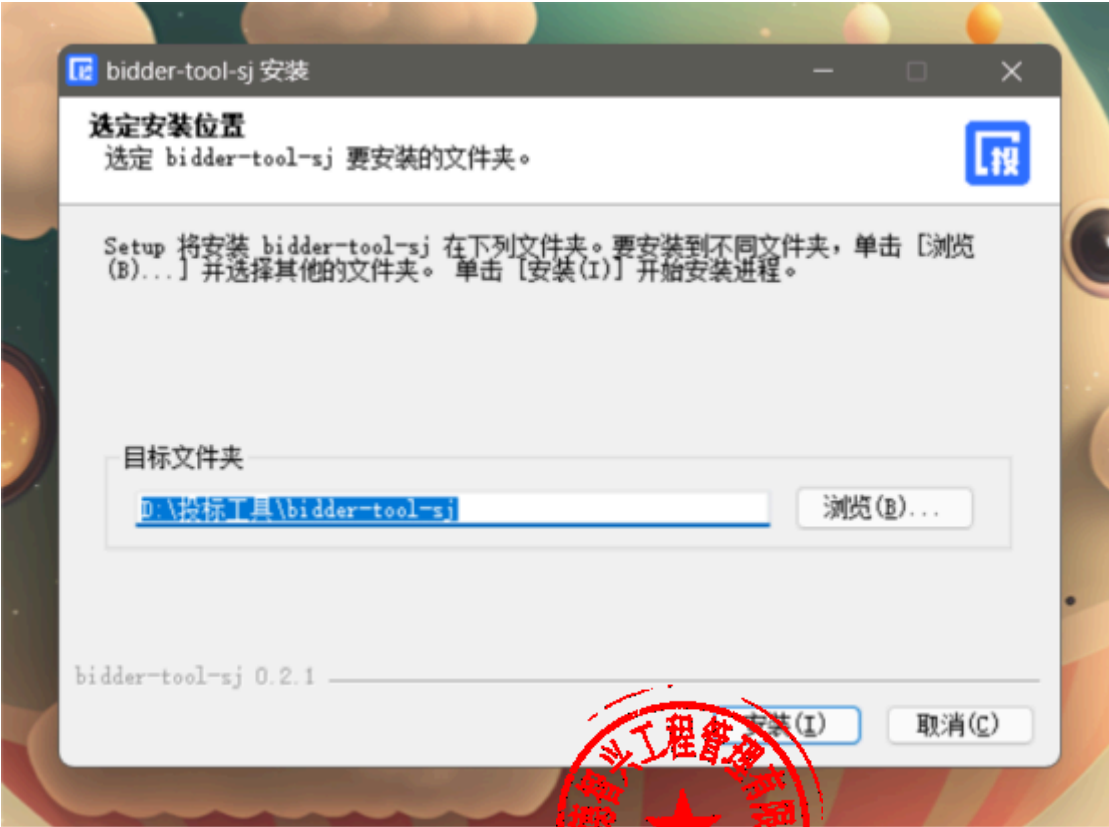 bidder-tool-sj 安装
选定安装位置
选定 bidder-tool-sj 要安装的文件夹。
投
Setup 将安装 bidder-tool-sj 在下列文件夹。要安装到不同文件夹，单击 [浏览
(B)...] 并选择其他的文件夹。 单击 [安装(I)] 开始安装进程。
目标文件夹
D:\投标工具\bidder-tool-sj
浏览(B)...
bidder-tool-sj 0.2.1
安装(I)
取消(C)
智兴工程管理有限